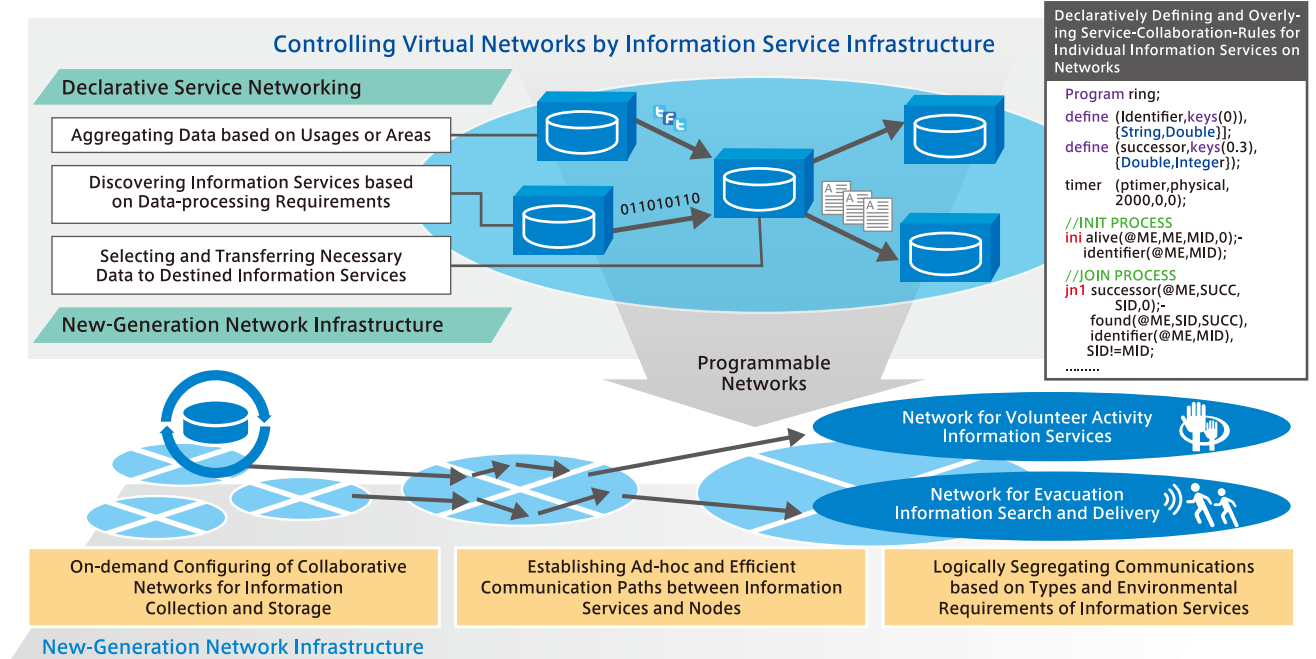 Controlling Virtual Networks by Information Service Infrastructure
Declarative Service Networking
Aggregating Data based on Usages or Areas
Discovering Information Services based
on Data-processing Requirements
Selecting and Transferring Necessary
Data to Destined Information Services
New-Generation Network Infrastructure
t F t
011010110
A
A
A
Programmable
Networks
Declaratively Defining and Overly-
ing Service-Collaboration-Rules for
Individual Information Services on
Networks
Program ring;
define (Identifier,keys(0)),
{String,Double}];
define (successor,keys(0.3),
{Double,Integer});
timer (ptimer,physical,
2000,0,0);
//INIT PROCESS
ini alive(@ME,ME,MID,0);-
identifier(@ME,MID);
//JOIN PROCESS
jn1 successor(@ME,SUCC,
SID,0);-
found(@ME,SID,SUCC),
identifier(@ME,MID),
SID!=MID;
.........
Network for Volunteer Activity
Information Services
Network for Evacuation
Information Search and Delivery
On-demand Configuring of Collaborative
Networks for Information
Collection and Storage
Establishing Ad-hoc and Efficient
Communication Paths between Information
Services and Nodes
Logically Segregating Communications
based on Types and Environmental
Requirements of Information Services
New-Generation Network Infrastructure